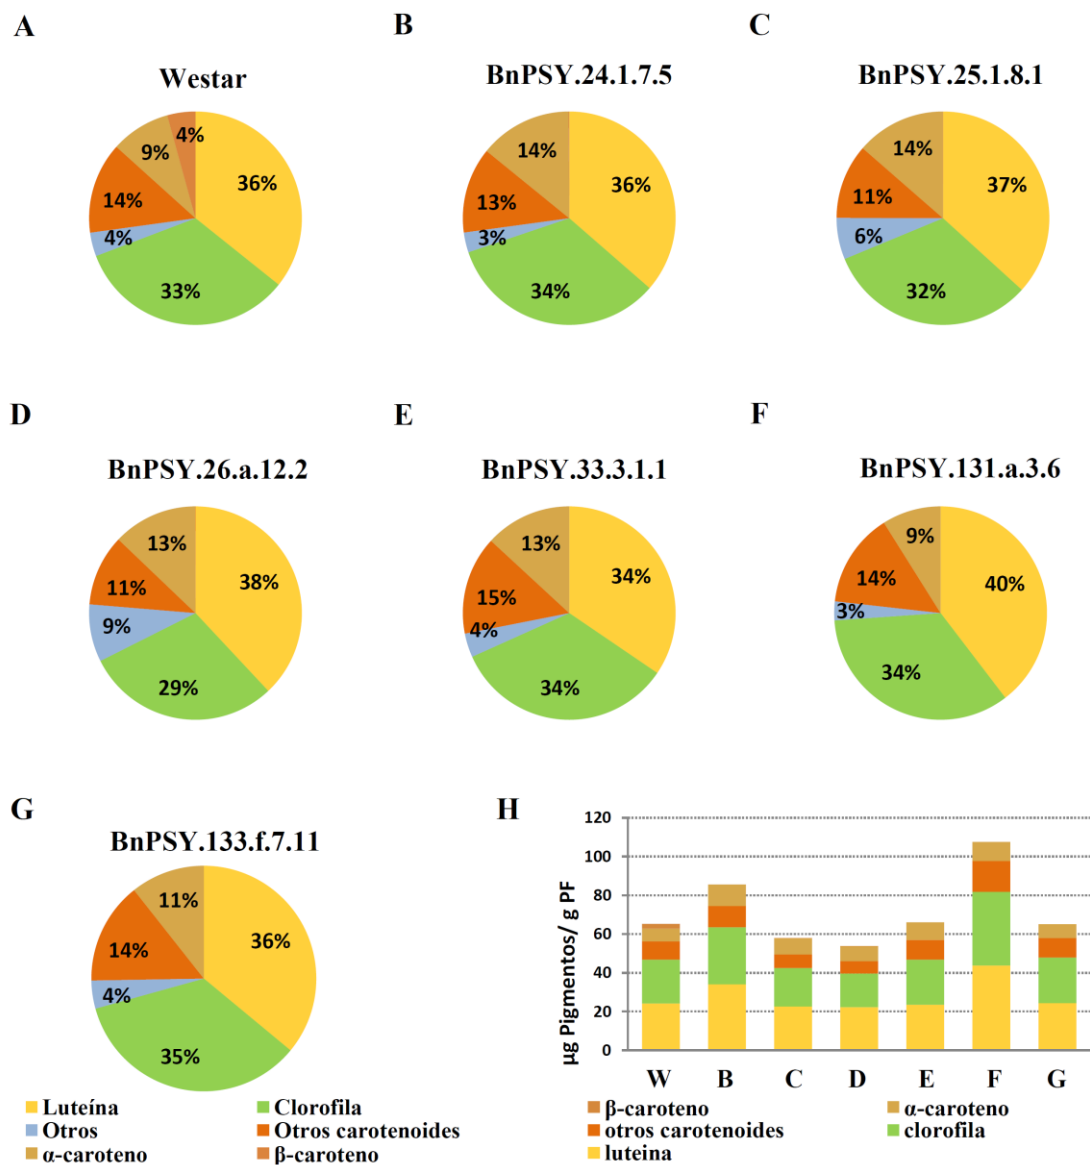 A
B
C
Westar
BnPSY.24.1.7.5
BnPSY.25.1.8.1
4%
9%
36%
14%
4%
33%
14%
36%
13%
3%
34%
14%
37%
11%
6%
32%
D
E
F
BnPSY.26.a.12.2
BnPSY.33.3.1.1
BnPSY.131.a.3.6
13%
38%
11%
9%
29%
13%
34%
15%
4%
34%
9%
40%
14%
3%
34%
G
H
BnPSY.133.f.7.11
11%
36%
14%
4%
35%
µg Pigmentos/ g PF
120
100
80
60
40
20
0
W B C D E F G
Luteína Clorofila
Otros Otros carotenoides
α-caroteno β-caroteno
β-caroteno α-caroteno
otros carotenoides clorofila
luteina